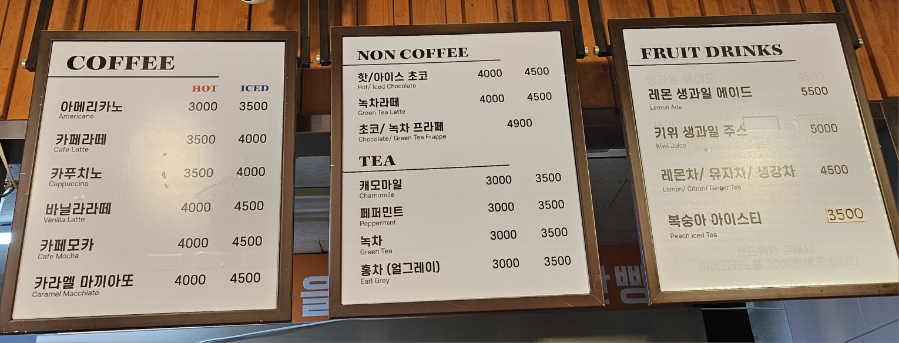 COFFEE
HOT ICED
아메리카노 3000 3500
Americano
카페라떼 3500 4000
Cafe Latte
카푸치노 3500 4000
Cappuccino
바닐라라떼 4000 4500
Vanilla Latte
카페모카 4000 4500
Cafe Mocha
카라멜 마끼아또 4000 4500
Caramel Macchiato
NON COFFEE
핫/아이스 초코 4000 4500
Hot/ Iced Chocolate
녹차라떼 4000 4500
Green Tea Latte
초코/ 녹차 프라페 4900
Chocolate/ Green Tea Frappe
TEA
캐모마일 3000 3500
Chamomile
페퍼민트 3000 3500
Peppermint
녹차 3000 3500
Green Tea
홍차 (얼그레이) 3000 3500
Earl Grey
FRUIT DRINKS
레몬 생과일 에이드 5500
Lemon Ade
키위 생과일 주스 5000
Kiwi Juice
레몬차/ 유자차/ 생강차 4500
Lemon/ Citron/ Ginger Tea
복숭아 아이스티 3500
Peach iced Tea